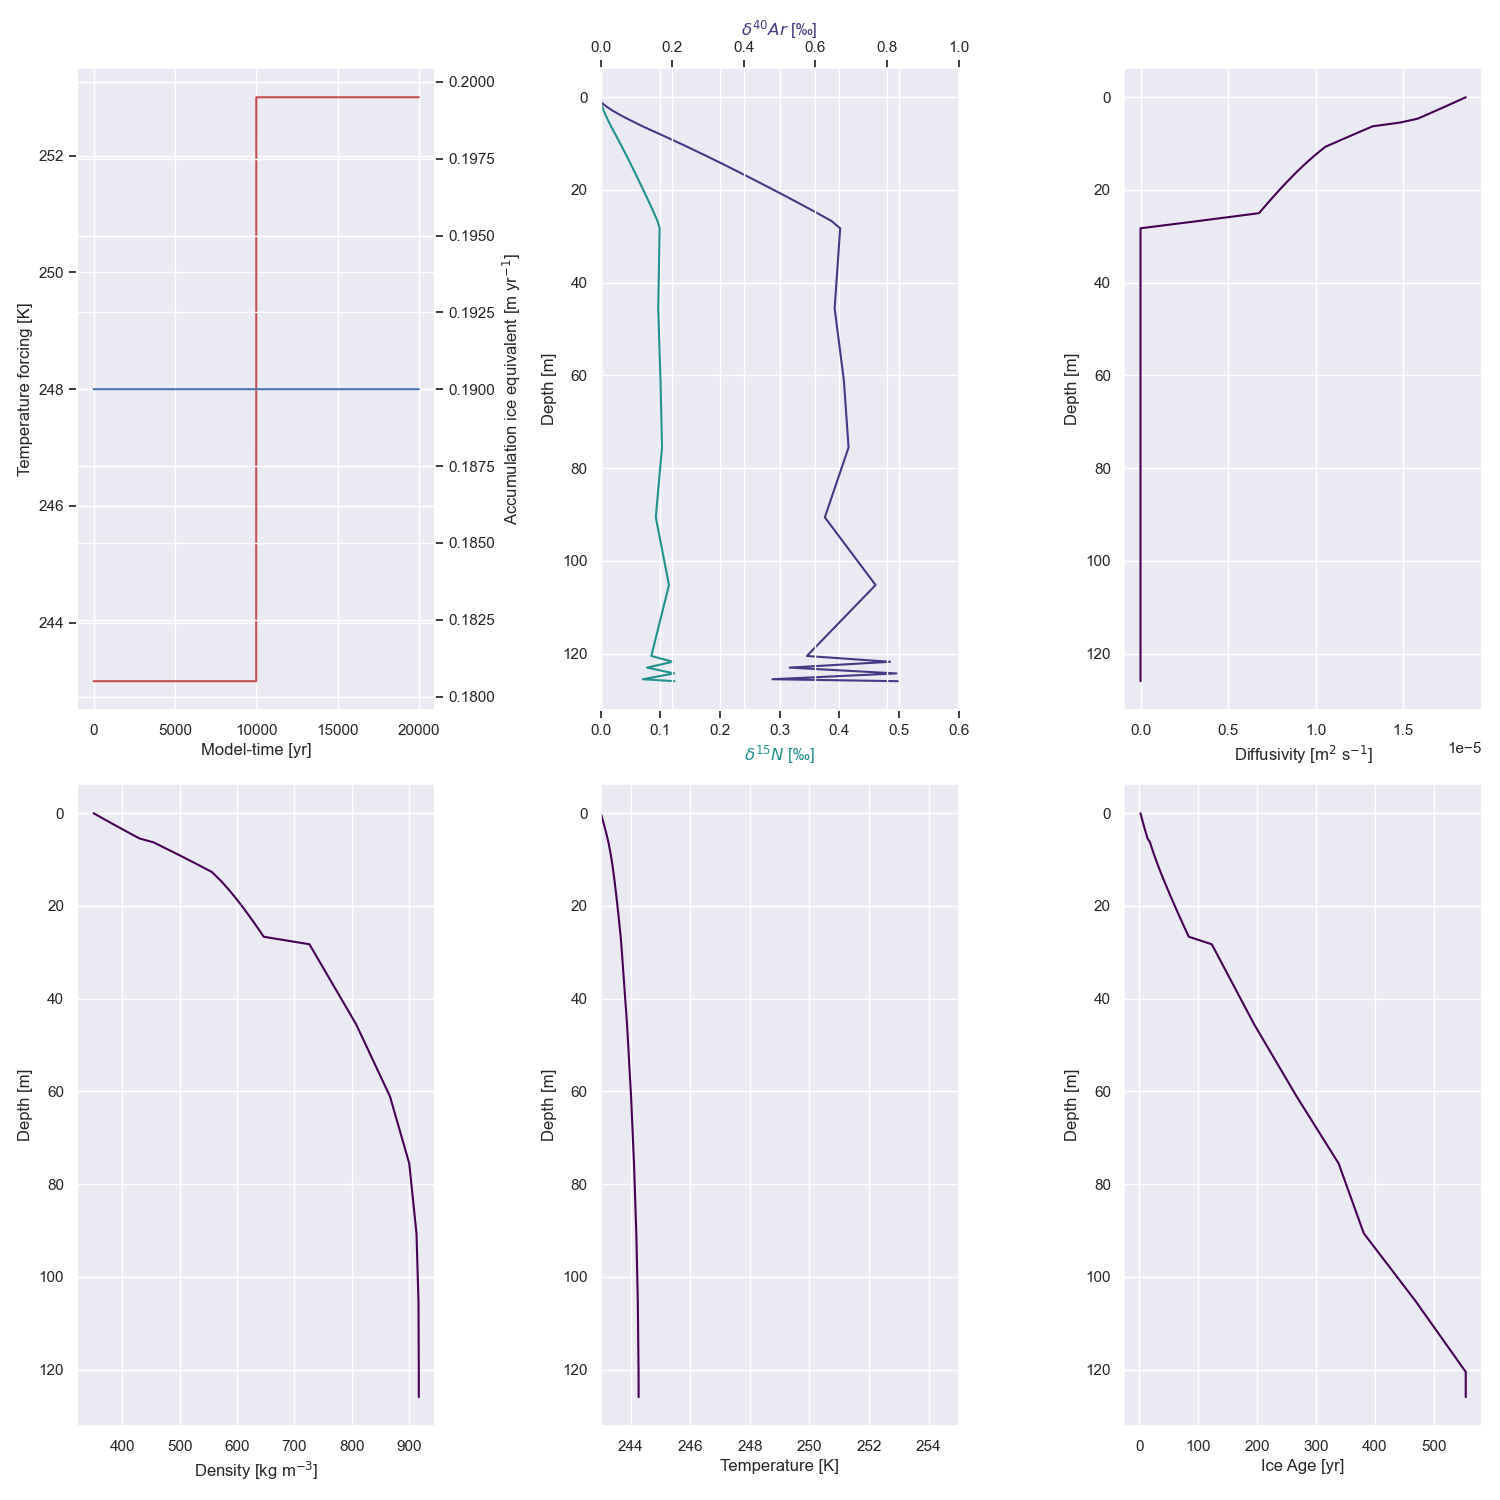 δ⁴⁰Ar [‰]
0.0 0.2 0.4 0.6 0.8 1.0
Temperature forcing [K]
252
250
248
246
244
0 5000 10000 15000 20000
Model-time [yr]
0.2000
0.1975
0.1950
0.1925
0.1900
0.1875
0.1850
0.1825
0.1800
Accumulation ice equivalent [m yr⁻¹]
Depth [m]
0
20
40
60
80
100
120
0.0 0.1 0.2 0.3 0.4 0.5 0.6
δ¹⁵N [‰]
Depth [m]
0
20
40
60
80
100
120
0.0 0.5 1.0 1.5
1e−5
Diffusivity [m² s⁻¹]
Depth [m]
0
20
40
60
80
100
120
400 500 600 700 800 900
Density [kg m⁻³]
Depth [m]
0
20
40
60
80
100
120
244 246 248 250 252 254
Temperature [K]
Depth [m]
0
20
40
60
80
100
120
0 100 200 300 400 500
Ice Age [yr]